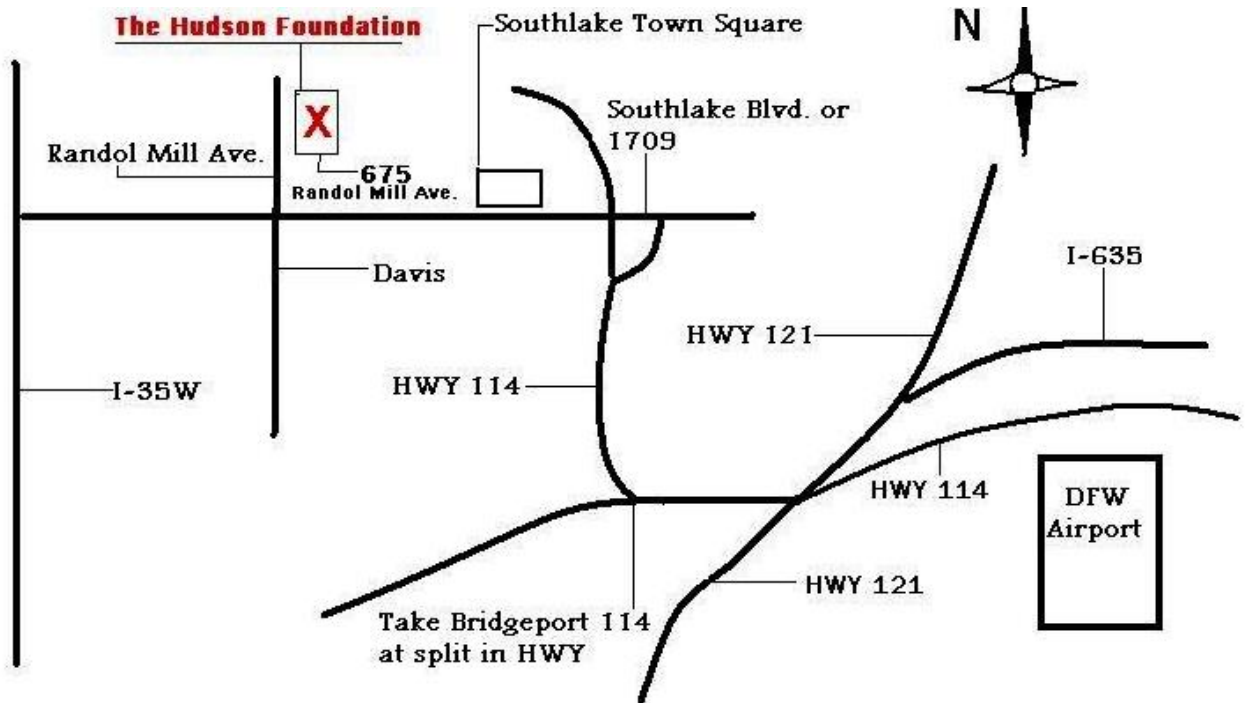 The Hudson Foundation
Southlake Town Square
N
Southlake Blvd. or
1709
Randol Mill Ave.
X
675
Randol Mill Ave.
Davis
I-635
HWY 121
I-35W
HWY 114
HWY 114
DFW
Airport
HWY 121
Take Bridgeport 114
at split in HWY